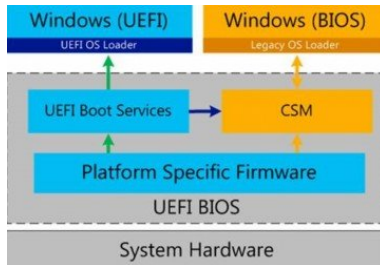 Windows (UEFI)
UEFI OS Loader
Windows (BIOS)
Legacy OS Loader
UEFI Boot Services
CSM
Platform Specific Firmware
UEFI BIOS
System Hardware